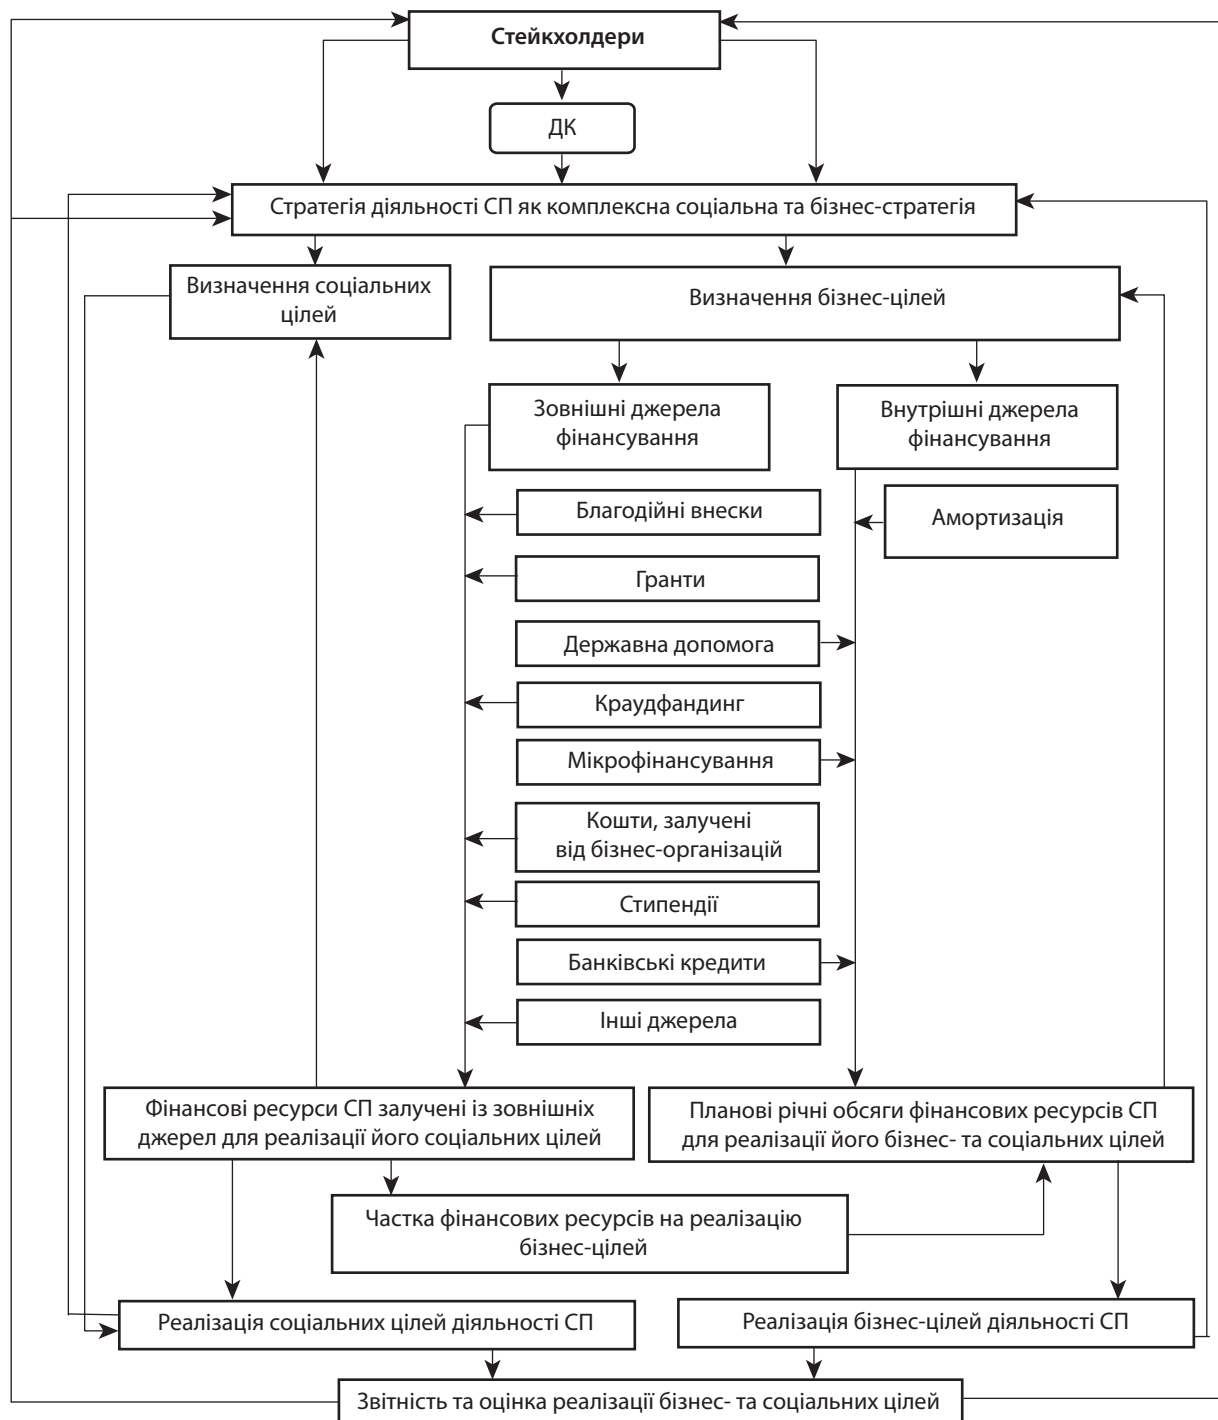 Стейкхолдери
ДК
Стратегія діяльності СП як комплексна соціальна та бізнес-стратегія
Визначення соціальних
цілей
Визначення бізнес-цілей
Зовнішні джерела
фінансування
Внутрішні джерела
фінансування
Благодійні внески
Амортизація
Гранти
Державна допомога
Краудфандинг
Мікрофінансування
Кошти, залучені
від бізнес-організацій
Стипендії
Банківські кредити
Інші джерела
Фінансові ресурси СП залучені із зовнішніх
джерел для реалізації його соціальних цілей
Планові річні обсяги фінансових ресурсів СП
для реалізації його бізнес- та соціальних цілей
Частка фінансових ресурсів на реалізацію
бізнес-цілей
Реалізація соціальних цілей діяльності СП
Реалізація бізнес-цілей діяльності СП
Звітність та оцінка реалізації бізнес- та соціальних цілей